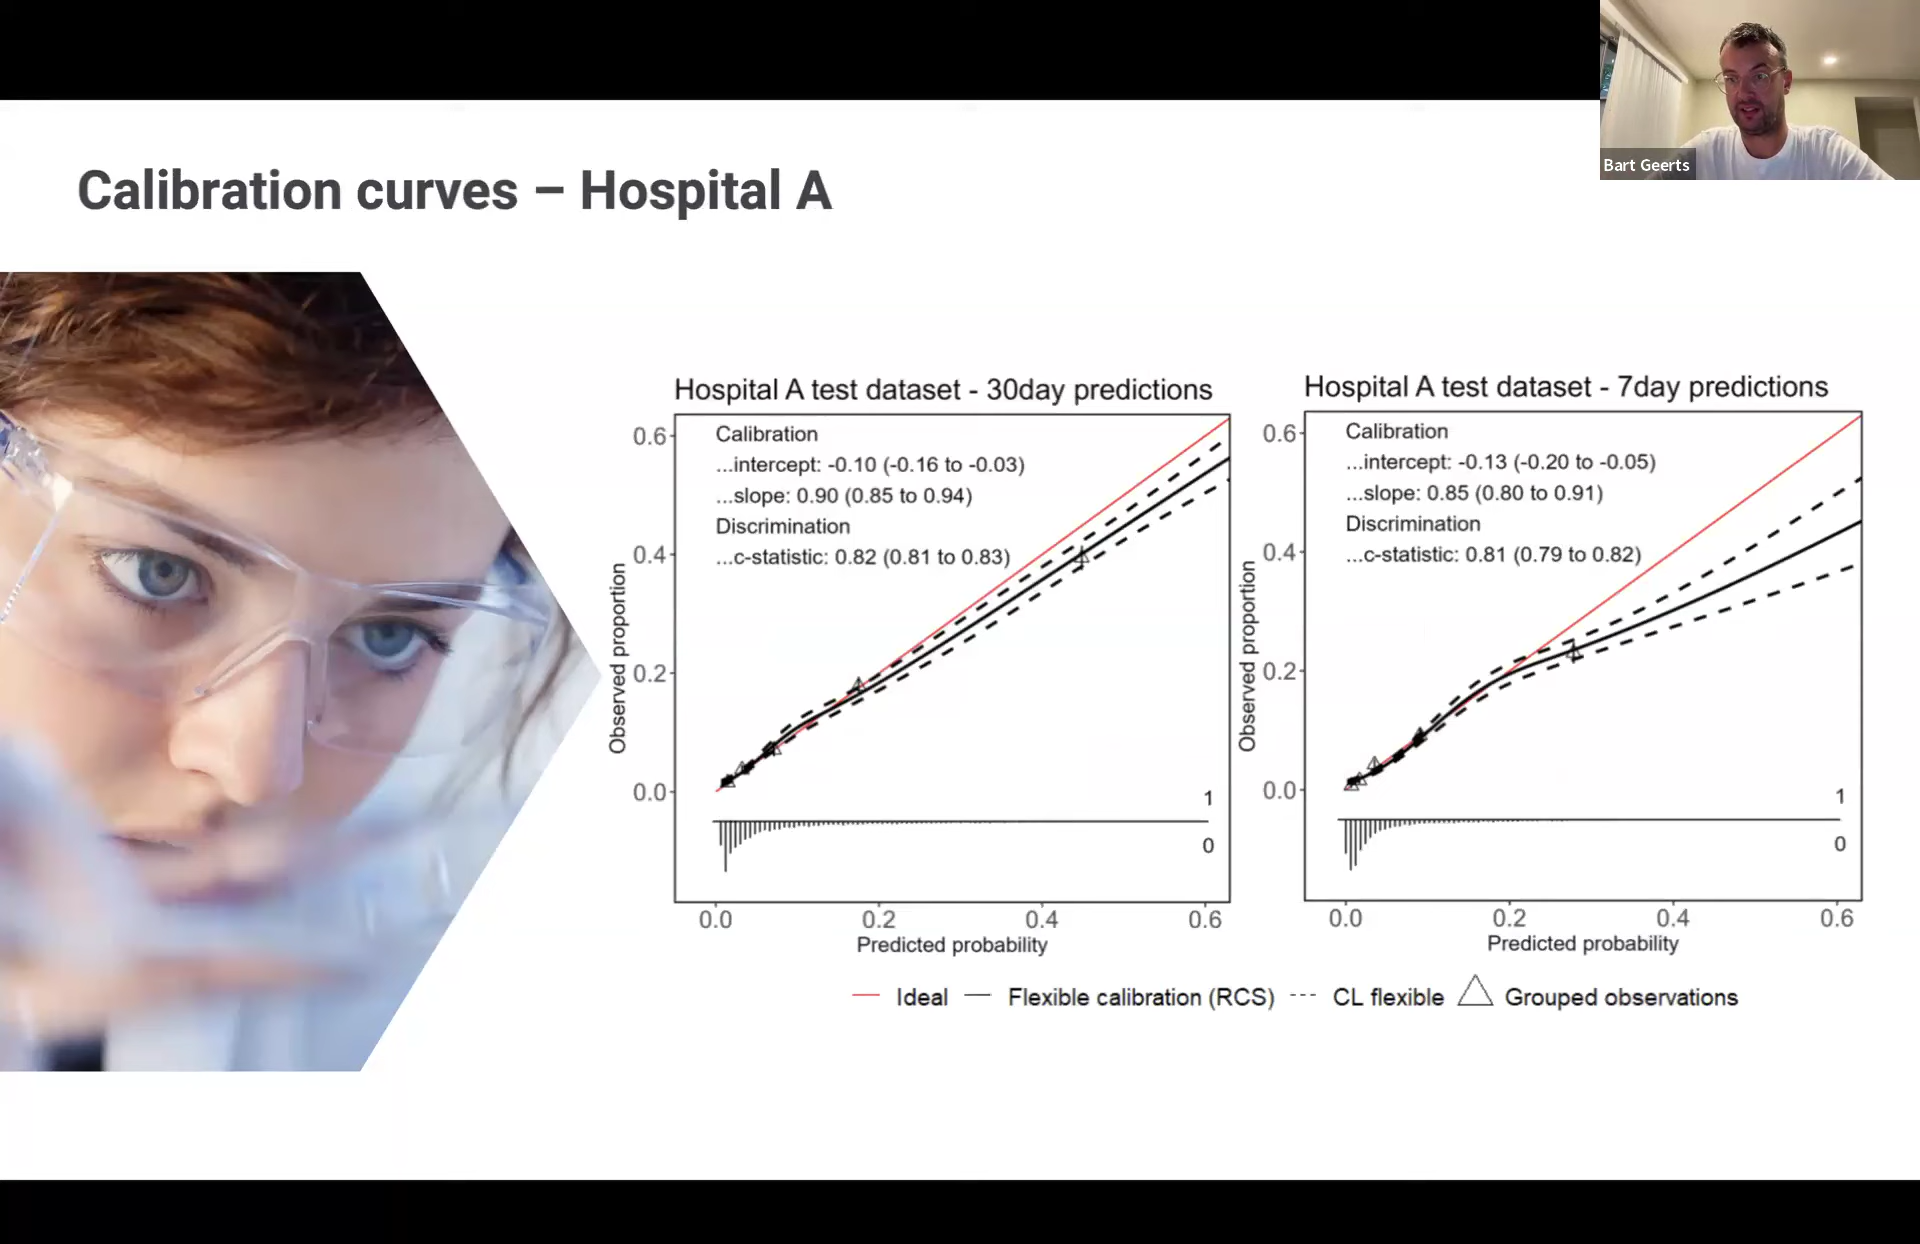 Bart Geerts
Calibration curves – Hospital A
Hospital A test dataset - 30day predictions
Calibration
...intercept: -0.10 (-0.16 to -0.03)
...slope: 0.90 (0.85 to 0.94)
Discrimination
...c-statistic: 0.82 (0.81 to 0.83)
Observed proportion
0.6
0.4
0.2
0.0
1
0
0.0 0.2 0.4 0.6
Predicted probability
Hospital A test dataset - 7day predictions
Calibration
...intercept: -0.13 (-0.20 to -0.05)
...slope: 0.85 (0.80 to 0.91)
Discrimination
...c-statistic: 0.81 (0.79 to 0.82)
Observed proportion
0.6
0.4
0.2
0.0
1
0
0.0 0.2 0.4 0.6
Predicted probability
Ideal Flexible calibration (RCS) CL flexible Grouped observations